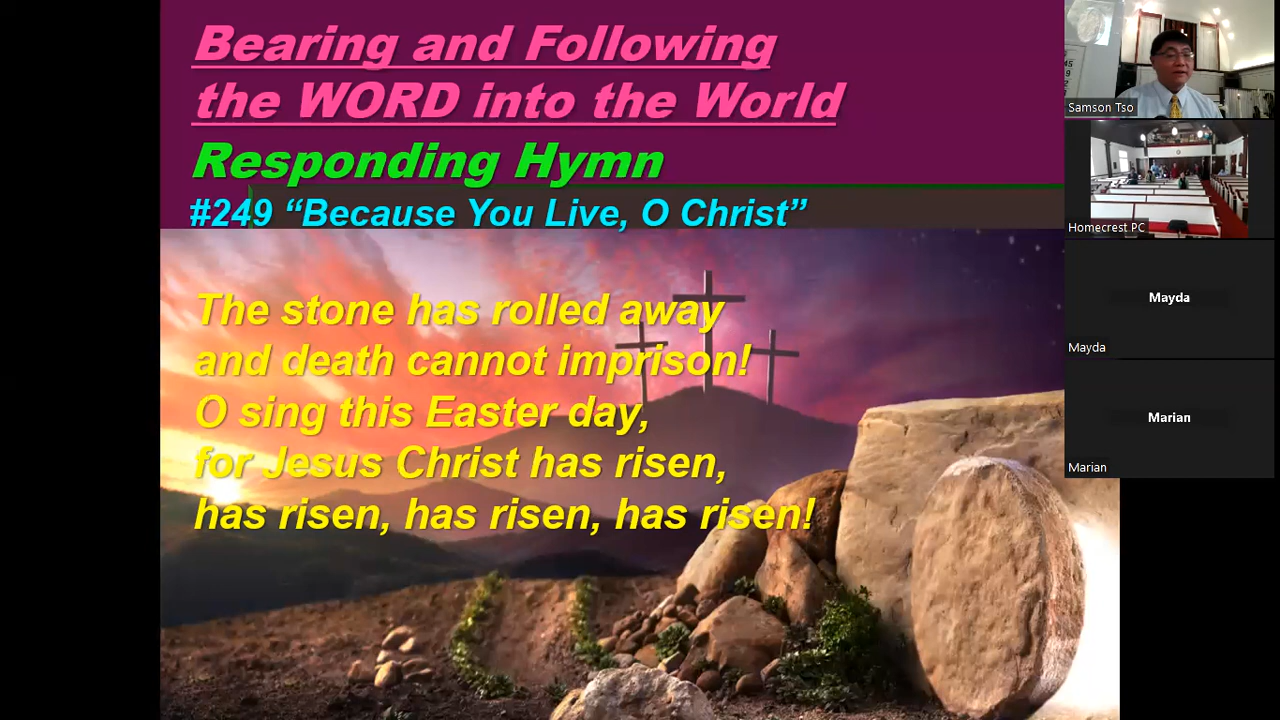 Bearing and Following
the WORD into the World
Responding Hymn
#249 “Because You Live, O Christ”
The stone has rolled away
and death cannot imprison!
O sing this Easter day,
for Jesus Christ has risen,
has risen, has risen, has risen!
Samson Tso
Homecrest PC
Mayda
Mayda
Marian
Marian